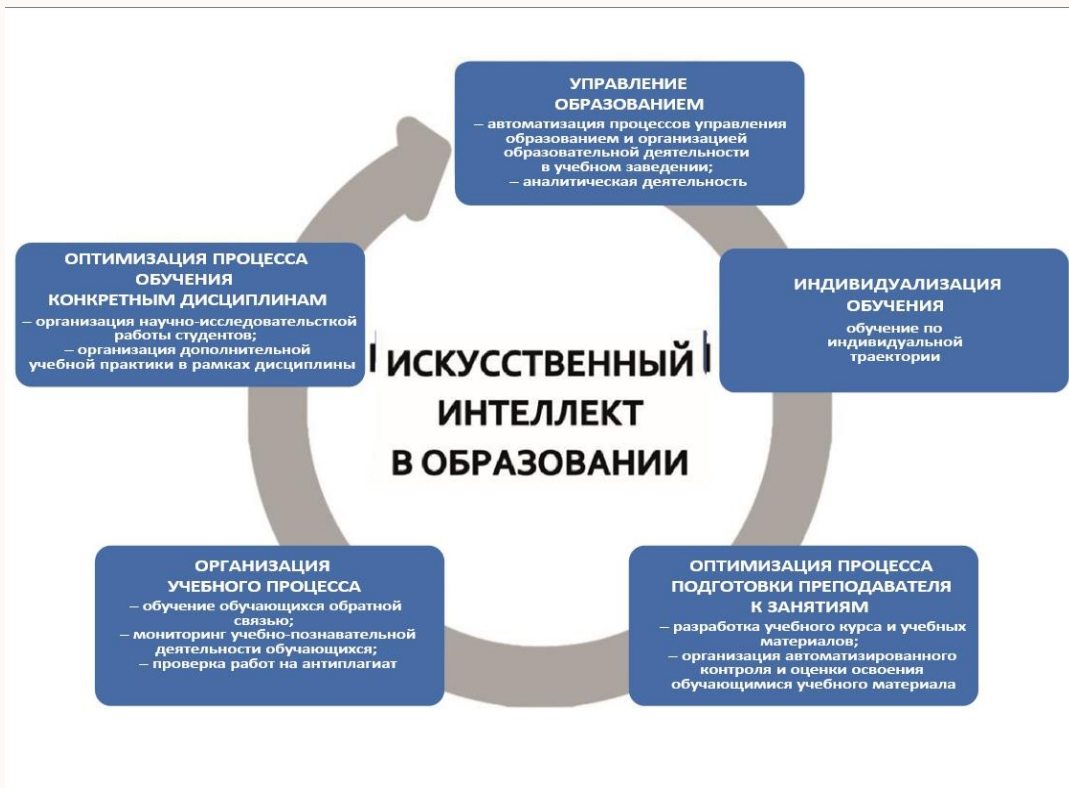 УПРАВЛЕНИЕ
ОБРАЗОВАНИЕМ
– автоматизация процессов управления
образованием и организацией
образовательной деятельности
в учебном заведении;
– аналитическая деятельность
ИНДИВИДУАЛИЗАЦИЯ
ОБУЧЕНИЯ
обучение по
индивидуальной
траектории
ОПТИМИЗАЦИЯ ПРОЦЕССА
ПОДГОТОВКИ ПРЕПОДАВАТЕЛЯ
К ЗАНЯТИЯМ
– разработка учебного курса и учебных
материалов;
– организация автоматизированного
контроля и оценки освоения
обучающимися учебного материала
ОРГАНИЗАЦИЯ
УЧЕБНОГО ПРОЦЕССА
– обучение обучающихся обратной
связью;
– мониторинг учебно-познавательной
деятельности обучающихся;
– проверка работ на антиплагиат
ОПТИМИЗАЦИЯ ПРОЦЕССА
ОБУЧЕНИЯ
КОНКРЕТНЫМ ДИСЦИПЛИНАМ
– организация научно-исследовательсткой
работы студентов;
– организация дополнительной
учебной практики в рамках дисциплины
ИСКУССТВЕННЫЙ
ИНТЕЛЛЕКТ
В ОБРАЗОВАНИИ